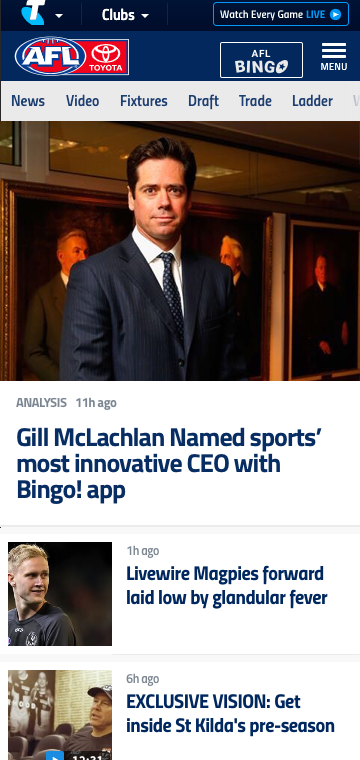 Clubs
Watch Every Game LIVE
AFL
TOYOTA
AFL
BINGO
MENU
News Video Fixtures Draft Trade Ladder
ANALYSIS 11h ago
Gill McLachlan Named sports’
most innovative CEO with
Bingo! app
1h ago
Livewire Magpies forward
laid low by glandular fever
6h ago
EXCLUSIVE VISION: Get
inside St Kilda's pre-season